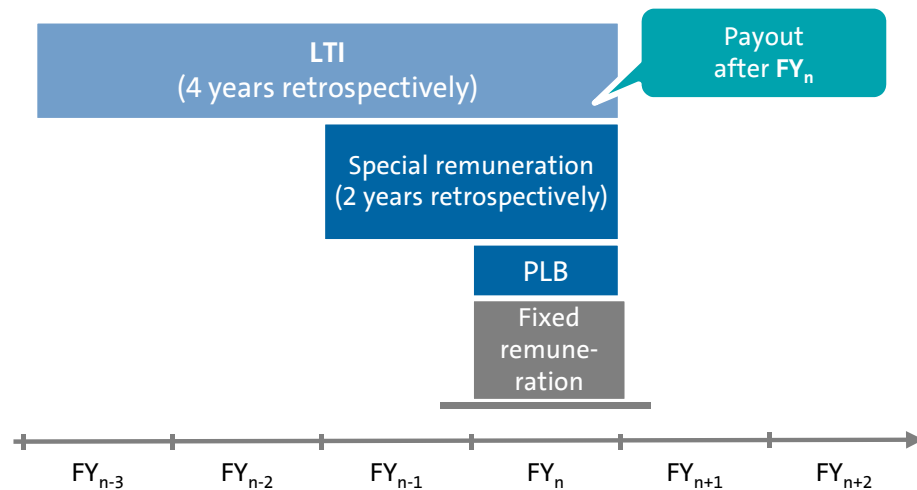 LTI
(4 years retrospectively)
Payout
after FYn
Special remuneration
(2 years retrospectively)
PLB
Fixed
remune-
ration
FYn-3 FYn-2 FYn-1 FYn FYn+1 FYn+2